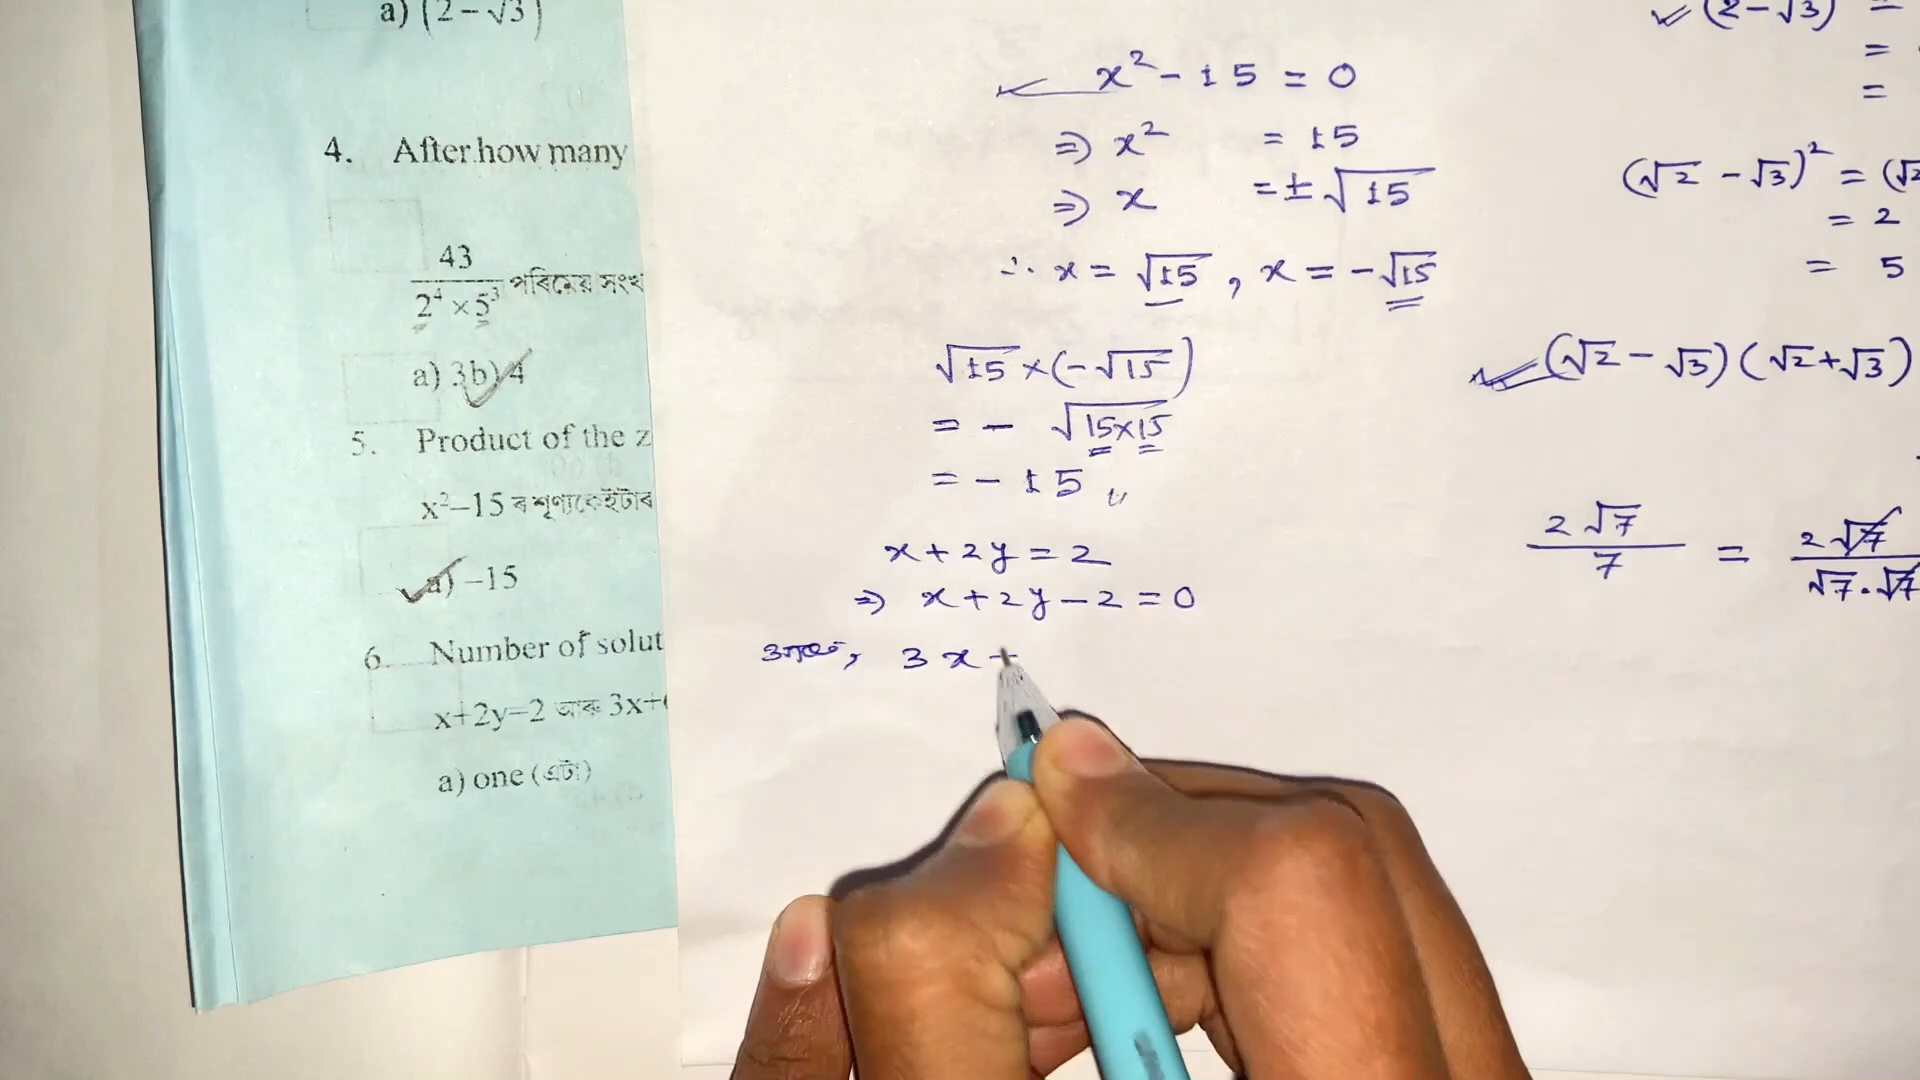 a) (2 – √3)
4. After how many
43
2⁴ × 5³
a) 3 b) 4
5. Product of the
x²–15 ৰ শূণ্যকেইটাৰ
a) –15
6. Number of solut
x+2y=2 আৰু 3x+
a) one (এটা)
x² - 15 = 0
⇒ x² = 15
⇒ x = ± √15
∴ x = √15 , x = -√15
√15 × (-√15)
= - √15×15
= - 15
x + 2y = 2
⇒ x + 2y - 2 = 0
3x
(2-√3) =
=
=
(√2 - √3)² = (√2
= 2
= 5
(√2 - √3) (√2+√3)
2√7 / 7 = 2√7 / √7.√7